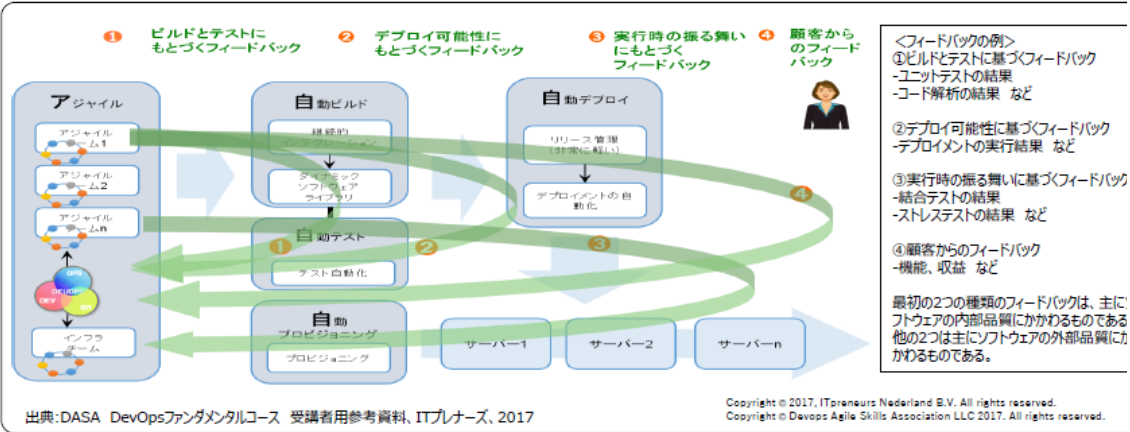 ❶ ビルドとテストに
もとづくフィードバック
❷ デプロイ可能性に
もとづくフィードバック
❸ 実行時の振る舞い
にもとづく
フィードバック
❹ 顧客から
のフィード
バック
アジャイル
アジャイル
チーム1
アジャイル
チーム2
アジャイル
チームn
OPS
DEVOPS
DEV
インフラ
チーム
自動ビルド
継続的
インテグレーション
ダイナミック
ソフトウェア
ライブラリ
自動テスト
テスト自動化
自動
プロビジョニング
プロビジョニング
自動デプロイ
リリース管理
(非常に軽い)
デプロイメントの自
動化
❶
❷
❸
❹
サーバー1
サーバー2
サーバーn
<フィードバックの例>
①ビルドとテストに基づくフィードバック
-ユニットテストの結果
-コード解析の結果 など
②デプロイ可能性に基づくフィードバック
-デプロイメントの実行結果 など
③実行時の振る舞いに基づくフィードバック
-結合テストの結果
-ストレステストの結果 など
④顧客からのフィードバック
-機能、収益 など
最初の2つの種類のフィードバックは、主に
フトウェアの内部品質にかかわるものである
他の2つは主にソフトウェアの外部品質にか
かわるものである。
出典:DASA DevOpsファンダメンタルコース 受講者用参考資料、ITプレナーズ、2017
Copyright © 2017, ITpreneurs Nederland B.V. All rights reserved.
Copyright © Devops Agile Skills Association LLC 2017. All rights reserved.